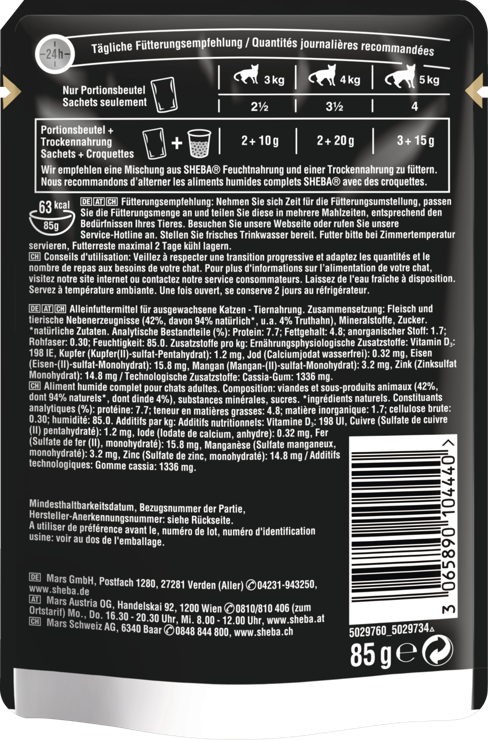 24h
Tägliche Fütterungsempfehlung / Quantités journalières recommandées
Nur Portionsbeutel
Sachets seulement
3 kg
4 kg
5 kg
2½
3½
4
Portionsbeutel +
Trockennahrung
Sachets + Croquettes
+
2 + 10 g
2 + 20 g
3 + 15 g
Wir empfehlen eine Mischung aus SHEBA® Feuchtnahrung und einer Trockennahrung zu füttern.
Nous recommandons d'alterner les aliments humides complets SHEBA® avec des croquettes.
63 kcal
85g
DE AT CH Fütterungsempfehlung: Nehmen Sie sich Zeit für die Fütterungsumstellung, passen
Sie die Fütterungsmenge an und teilen Sie diese in mehrere Mahlzeiten, entsprechend den
Bedürfnissen Ihres Tieres. Besuchen Sie unsere Webseite oder rufen Sie unsere
Service-Hotline an. Stellen Sie frisches Trinkwasser bereit. Futter bitte bei Zimmertemperatur
servieren, Futterreste maximal 2 Tage kühl lagern.
CH Conseils d'utilisation: Veillez à respecter une transition progressive et adaptez les quantités et le
nombre de repas aux besoins de votre chat. Pour plus d'informations sur l'alimentation de votre chat,
visitez notre site internet ou contactez notre service consommateurs. Laissez de l'eau fraîche à disposition.
Servez à température ambiante. Une fois ouvert, se conserve 2 jours au réfrigérateur.
DE AT CH Alleinfuttermittel für ausgewachsene Katzen - Tiernahrung. Zusammensetzung: Fleisch und
tierische Nebenerzeugnisse (42%, davon 94% natürlich*, u.a. 4% Truthahn), Mineralstoffe, Zucker.
*natürliche Zutaten. Analytische Bestandteile (%): Protein: 7.7; Fettgehalt: 4.8; anorganischer Stoff: 1.7;
Rohfaser: 0.30; Feuchtigkeit: 85.0. Zusatzstoffe pro kg: Ernährungsphysiologische Zusatzstoffe: Vitamin D₃:
198 IE, Kupfer (Kupfer(II)-sulfat-Pentahydrat): 1.2 mg, Jod (Calciumjodat wasserfrei): 0.32 mg, Eisen
(Eisen-(II)-sulfat-Monohydrat): 15.8 mg, Mangan (Mangan-(II)-sulfat-Monohydrat): 3.2 mg, Zink (Zinksulfat
Monohydrat): 14.8 mg / Technologische Zusatzstoffe: Cassia-Gum: 1336 mg.
CH Aliment humide complet pour chats adultes. Composition: viandes et sous-produits animaux (42%,
dont 94% naturels*, dont dinde 4%), substances minérales, sucres. *ingrédients naturels. Constituants
analytiques (%): protéine: 7.7; teneur en matières grasses: 4.8; matière inorganique: 1.7; cellulose brute:
0.30; humidité: 85.0. Additifs par kg: Additifs nutritionnels: Vitamine D₃: 198 UI, Cuivre (Sulfate de cuivre
(II) pentahydraté): 1.2 mg, Iode (Iodate de calcium, anhydre): 0.32 mg, Fer
(Sulfate de fer (II), monohydraté): 15.8 mg, Manganèse (Sulfate manganeux,
monohydraté): 3.2 mg, Zinc (Sulfate de zinc, monohydraté): 14.8 mg / Additifs
technologiques: Gomme cassia: 1336 mg.
Mindesthaltbarkeitsdatum, Bezugsnummer der Partie,
Hersteller-Anerkennungsnummer: siehe Rückseite.
A utiliser de préférence avant le, numéro de lot, numéro d'identification
usine: voir au dos de l'emballage.
DE Mars GmbH, Postfach 1280, 27281 Verden (Aller) 04231-943250,
www.sheba.de
AT Mars Austria OG, Handelskai 92, 1200 Wien 0810/810 406 (zum
Ortstarif) Mo., Do. 16.30 - 20.30 Uhr, Mi. 8.00 - 12.00 Uhr, www.sheba.at
CH Mars Schweiz AG, 6340 Baar 0848 844 800, www.sheba.ch
3 065890 104440 >
5029760_5029734
85 g e